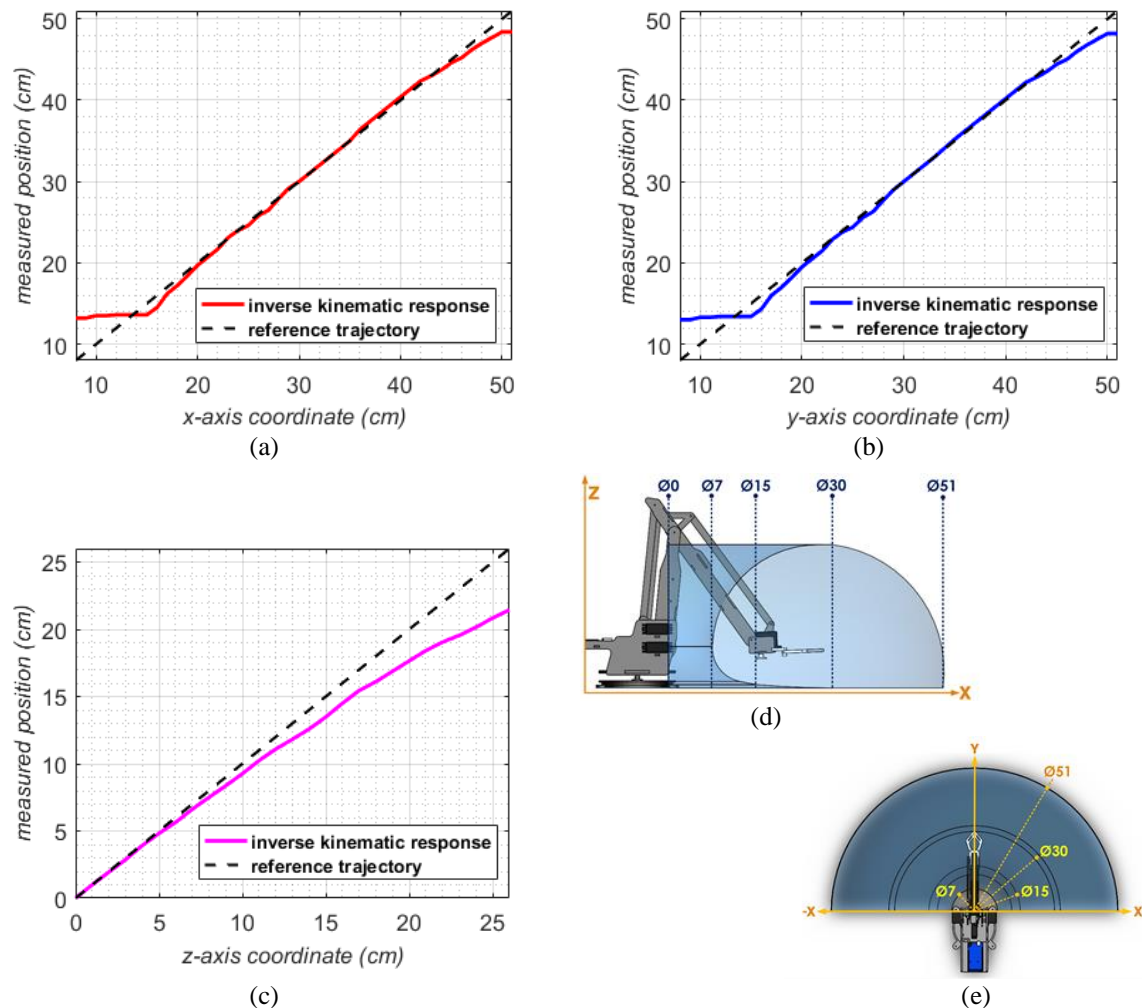 50
40
30
20
10
measured position (cm)
inverse kinematic response
reference trajectory
10 20 30 40 50
x-axis coordinate (cm)
(a)
50
40
30
20
10
measured position (cm)
inverse kinematic response
reference trajectory
10 20 30 40 50
y-axis coordinate (cm)
(b)
25
20
15
10
5
0
measured position (cm)
inverse kinematic response
reference trajectory
0 5 10 15 20 25
z-axis coordinate (cm)
(c)
Z
Ø0 Ø7 Ø15 Ø30 Ø51
X
(d)
Y
Ø51
Ø30
Ø7 Ø15
-X X
(e)